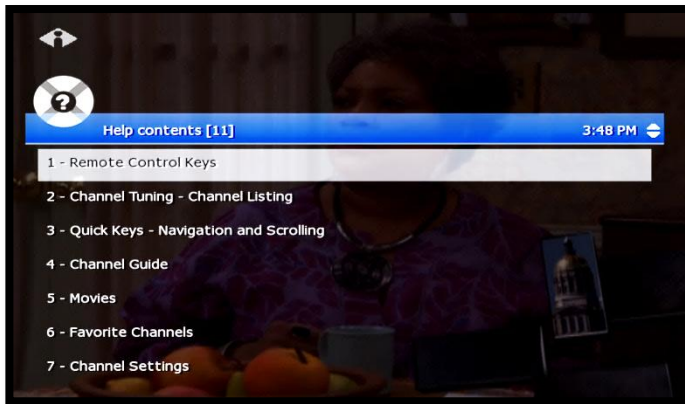 ?
Help contents [11]
3:48 PM
1 - Remote Control Keys
2 - Channel Tuning - Channel Listing
3 - Quick Keys - Navigation and Scrolling
4 - Channel Guide
5 - Movies
6 - Favorite Channels
7 - Channel Settings